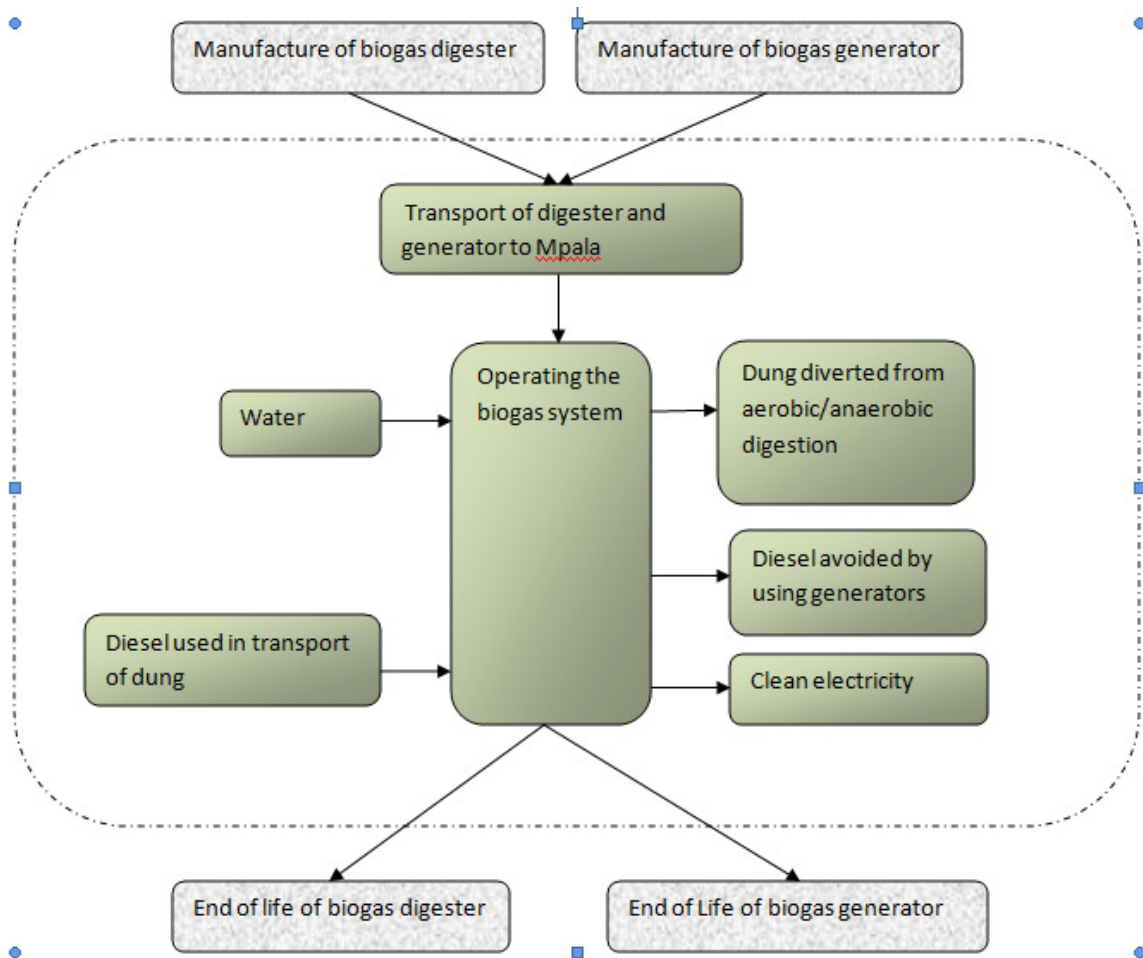 Manufacture of biogas digester
Manufacture of biogas generator
Transport of digester and
generator to Mpala
Operating the
biogas system
Water
Dung diverted from
aerobic/anaerobic
digestion
Diesel avoided by
using generators
Diesel used in transport
of dung
Clean electricity
End of life of biogas digester
End of Life of biogas generator